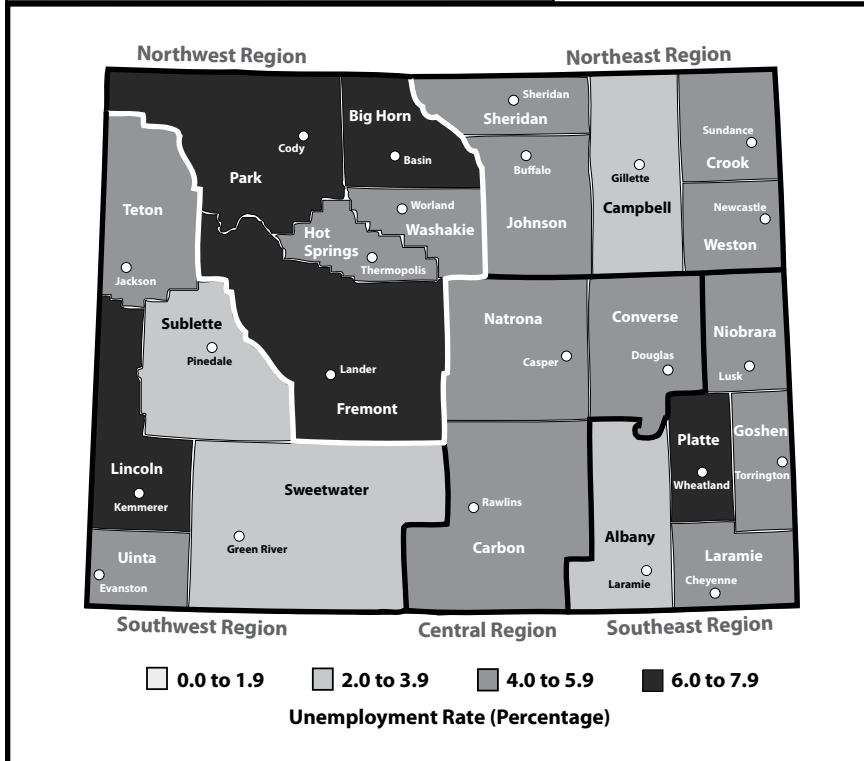 Northwest Region
Northeast Region
Sheridan
Sheridan
Big Horn
Basin
Cody
Park
Buffalo
Johnson
Gillette
Campbell
Sundance
Crook
Newcastle
Weston
Teton
Jackson
Worland
Washakie
Hot
Springs
Thermopolis
Sublette
Pinedale
Lander
Fremont
Natrona
Casper
Converse
Douglas
Niobrara
Lusk
Platte
Wheatland
Goshen
Torrington
Lincoln
Kemmerer
Sweetwater
Green River
Rawlins
Carbon
Albany
Laramie
Laramie
Cheyenne
Uinta
Evanston
Southwest Region
Central Region
Southeast Region
0.0 to 1.9
2.0 to 3.9
4.0 to 5.9
6.0 to 7.9
Unemployment Rate (Percentage)